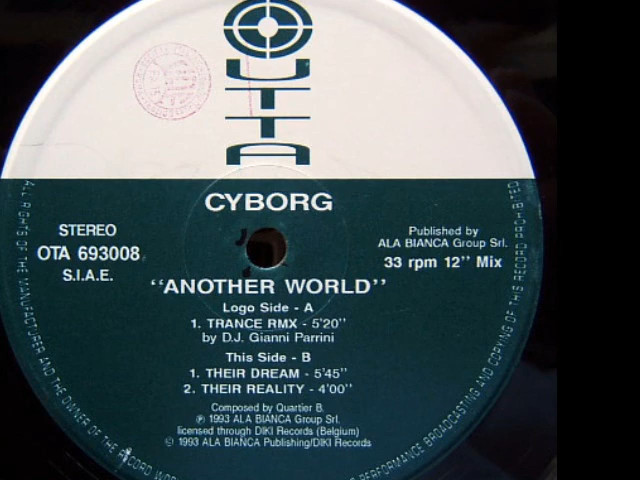 OUTTA
CYBORG
STEREO
OTA 693008
S.I.A.E.
Published by
ALA BIANCA Group Srl.
33 rpm 12" Mix
"ANOTHER WORLD"
Logo Side - A
1. TRANCE RMX - 5'20"
by D.J. Gianni Parrini
This Side - B
1. THEIR DREAM - 5'45"
2. THEIR REALITY - 4'00"
Composed by Quartier B.
℗ 1993 ALA BIANCA Group Srl.
licensed through DIKI Records (Belgium)
© 1993 ALA BIANCA Publishing/DIKI Records
ALL RIGHTS OF THE MANUFACTURER AND THE OWNER OF THE RECORD
PERFORMANCE BROADCASTING AND COPYING OF THIS RECORD PROHIBITED